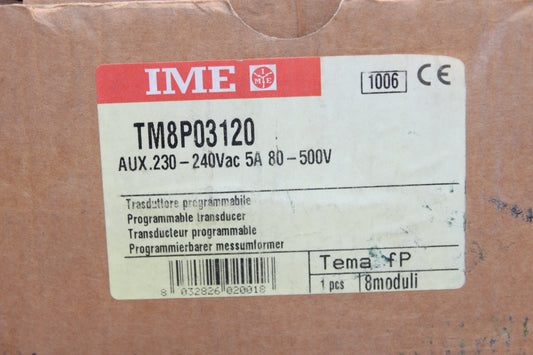 IME IME 1006 CE
TM8P03120
AUX.230-240Vac 5A 80-500V
Trasduttore programmabile
Programmable transducer
Transducteur programmable
Programmierbarer messumformer
Tema fP
1 pcs 8moduli
8 032826 020018